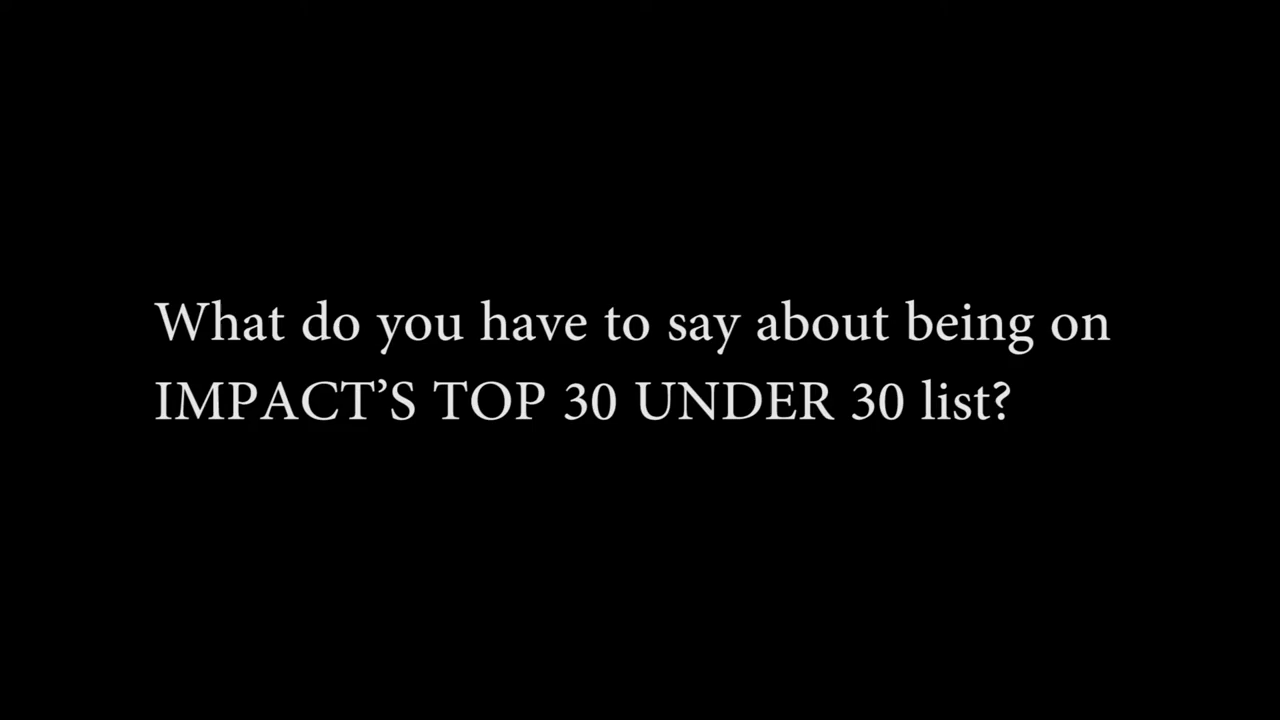 What do you have to say about being on
IMPACT’S TOP 30 UNDER 30 list?